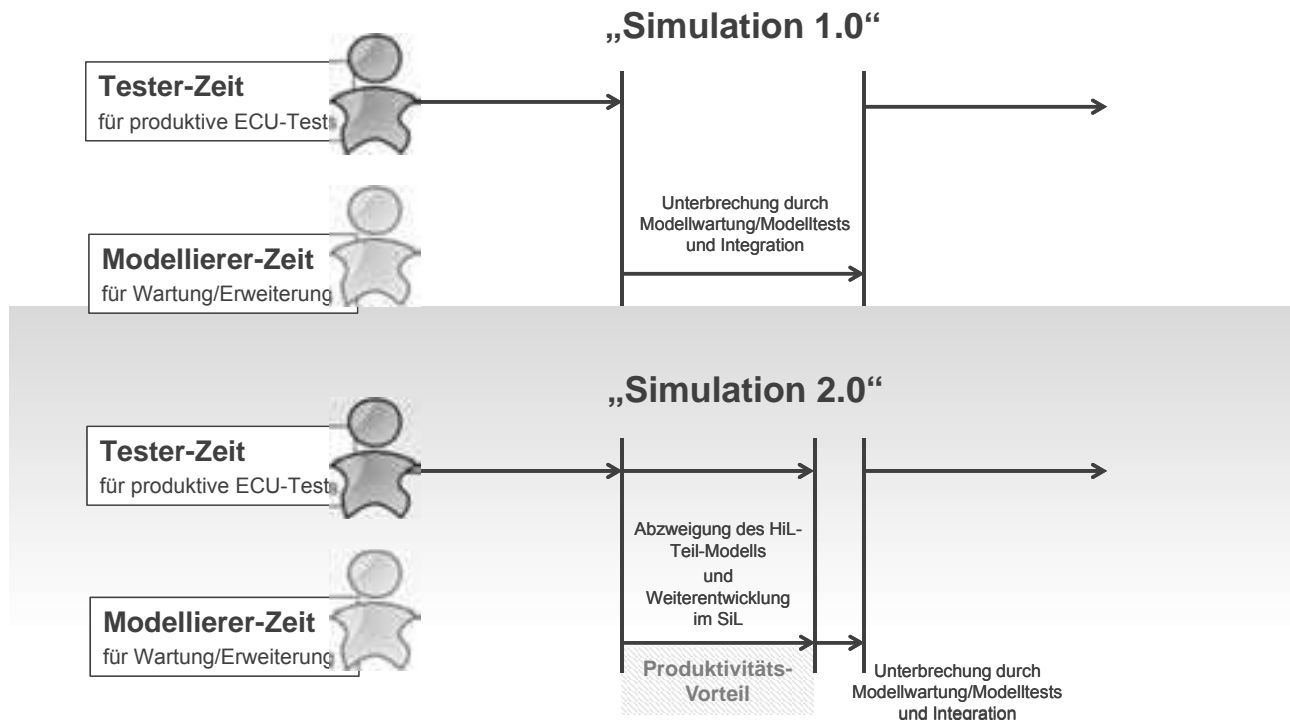 „Simulation 1.0“
Tester-Zeit
für produktive ECU-Tests
Unterbrechung durch
Modellwartung/Modelltests
und Integration
Modellierer-Zeit
für Wartung/Erweiterung
„Simulation 2.0“
Tester-Zeit
für produktive ECU-Tests
Abzweigung des HiL-
Teil-Modells
und
Weiterentwicklung
im SiL
Modellierer-Zeit
für Wartung/Erweiterung
Produktivitäts-
Vorteil
Unterbrechung durch
Modellwartung/Modelltests
und Integration